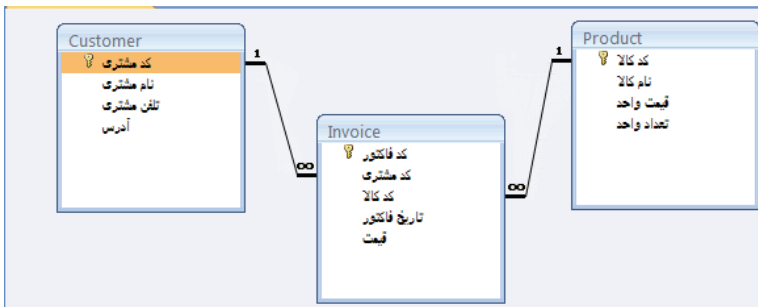 Customer
کد مشتری
نام مشتری
تلفن مشتری
آدرس
1
∞
Invoice
کد فاکتور
کد مشتری
کد کالا
تاریخ فاکتور
قیمت
1
∞
Product
کد کالا
نام کالا
قیمت واحد
تعداد واحد